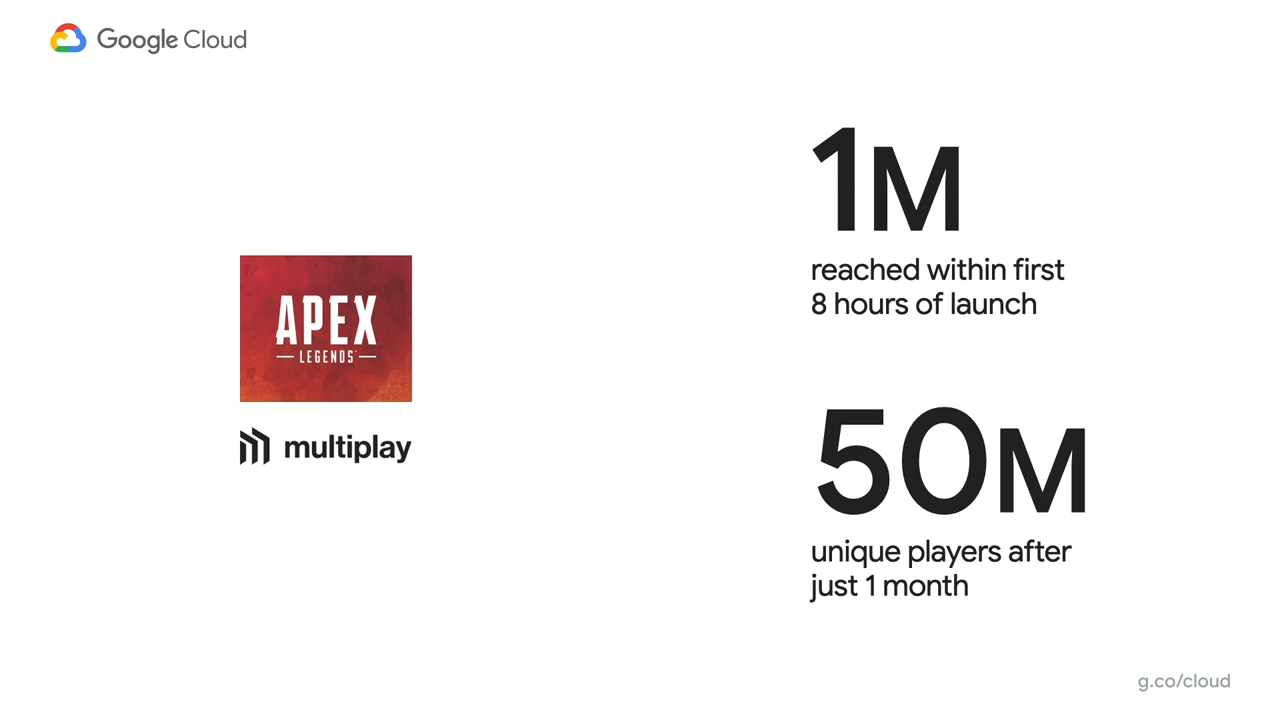 Google Cloud
APEX
LEGENDS™
multiplay
1M
reached within first
8 hours of launch
50M
unique players after
just 1 month
g.co/cloud